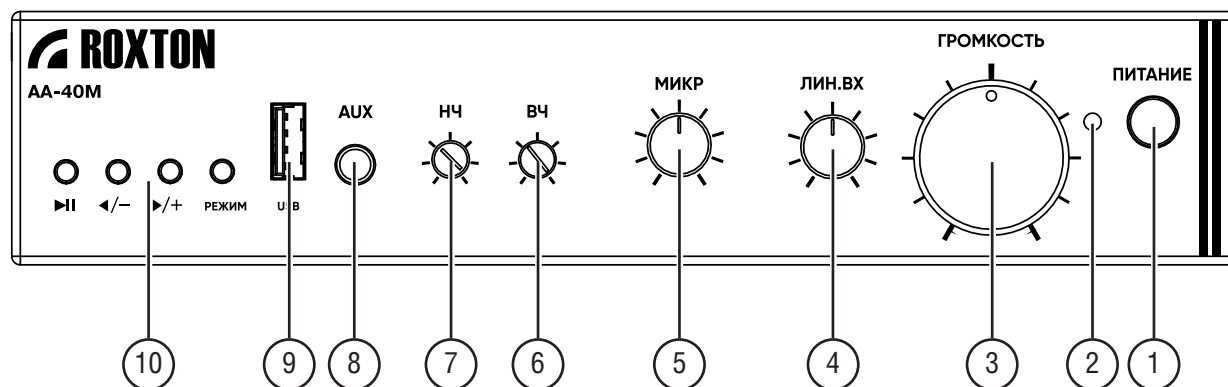 ROXTON
AA-40M
ГРОМКОСТЬ
ПИТАНИЕ
МИКР
ЛИН.ВХ
AUX
НЧ
ВЧ
/−
/+
РЕЖИМ
USB
10
9
8
7
6
5
4
3
2
1